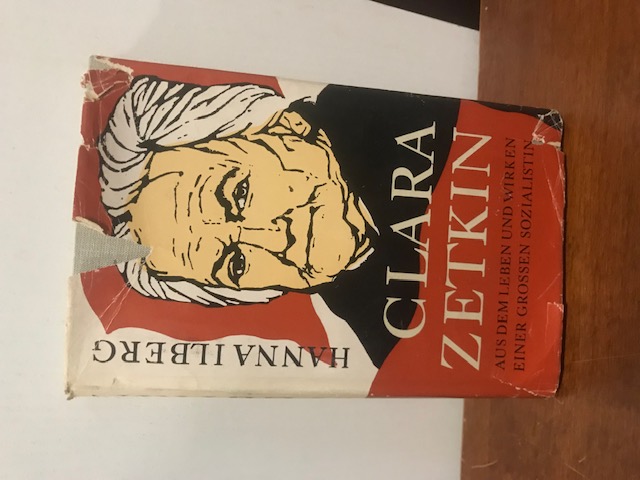 HANNA ILBERG
CLARA
ZETKIN
AUS DEM LEBEN UND WIRKEN
EINER GROSSEN SOZIALISTIN